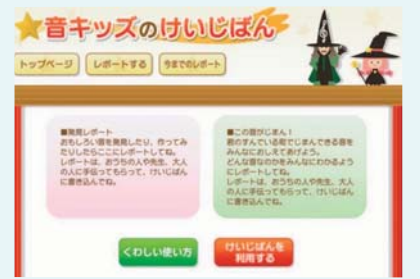 音キッズのけいじばん
トップページ
レポートする
今までのレポート
■発見レポート
おもしろい音を発見したり、作ってみ
たりしたらここにレポートしてね。
レポートは、おうちの人や先生、大人
の人に手伝ってもらって、けいじばん
に書き込んでね。
■この音がじまん!
君のすんでいる町でじまんできる音を
みんなにおしえてあげよう。
どんな音なのかをみんなにわかるよう
にレポートしてね。
レポートは、おうちの人や先生、大人
の人に手伝ってもらって、けいじばん
に書き込んでね。
くわしい使い方
けいじばんを
利用する